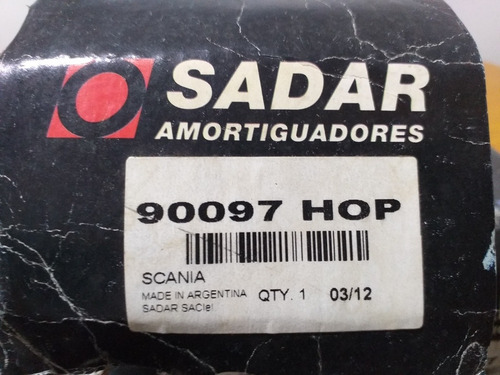 SADAR
AMORTIGUADORES
90097 HOP
SCANIA
MADE IN ARGENTINA QTY. 1 03/12
SADAR SACIeI